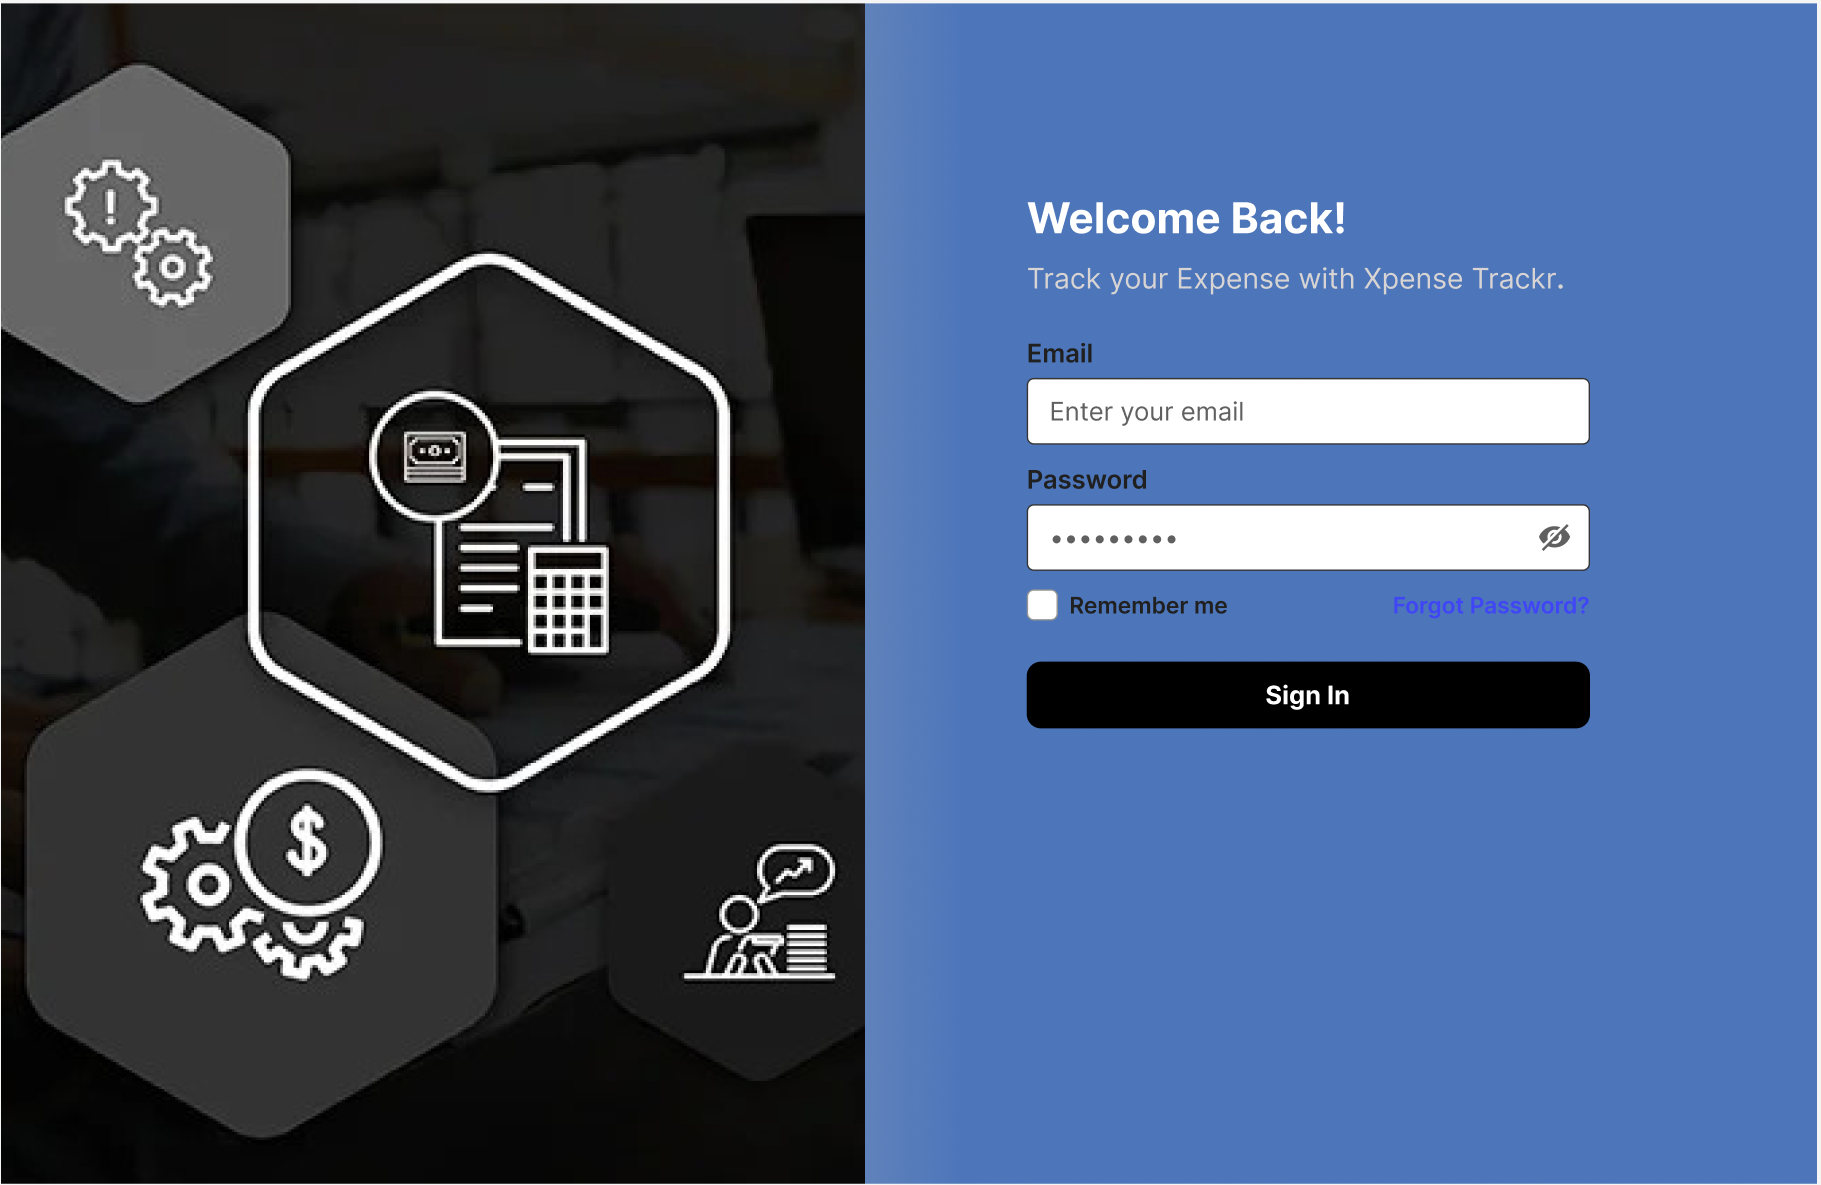 Welcome Back!
Track your Expense with Xpense Trackr.
Email
Enter your email
Password
•••••••••
Remember me
Forgot Password?
Sign In
!
$